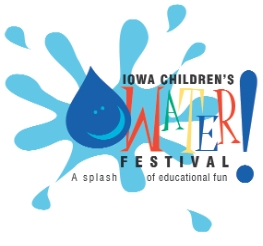 IOWA CHILDREN'S
WATER!
FESTIVAL
A splash of educational fun